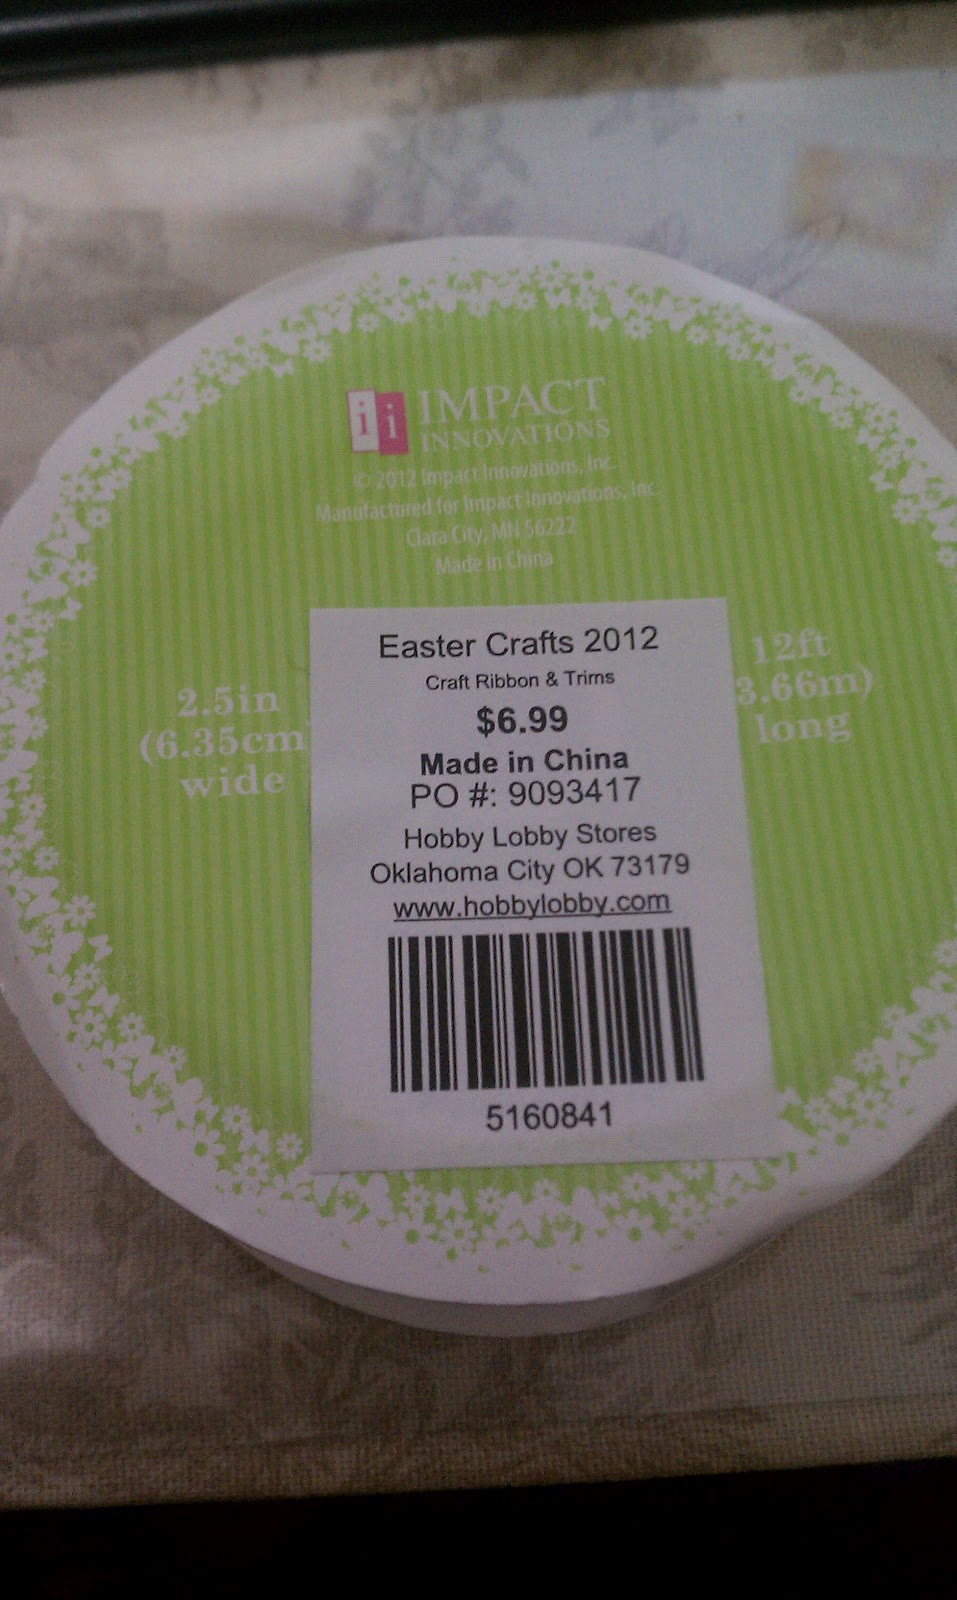 i i IMPACT
INNOVATIONS
© 2012 Impact Innovations, Inc.
Manufactured for Impact Innovations, Inc.
Clara City, MN 56222
Made in China
2.5in
(6.35cm
wide
12ft
3.66m)
long
Easter Crafts 2012
Craft Ribbon & Trims
$6.99
Made in China
PO #: 9093417
Hobby Lobby Stores
Oklahoma City OK 73179
www.hobbylobby.com
5160841